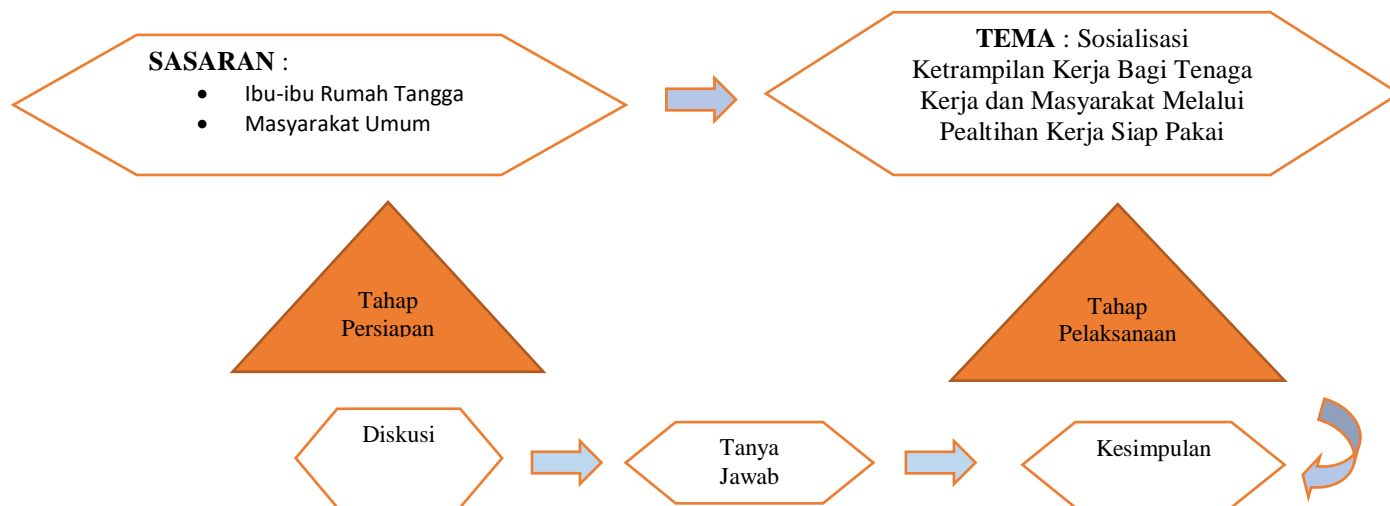 SASARAN :
• Ibu-ibu Rumah Tangga
• Masyarakat Umum
TEMA : Sosialisasi
Ketrampilan Kerja Bagi Tenaga
Kerja dan Masyarakat Melalui
Pealtihan Kerja Siap Pakai
Tahap
Persiapan
Tahap
Pelaksanaan
Diskusi
Tanya
Jawab
Kesimpulan